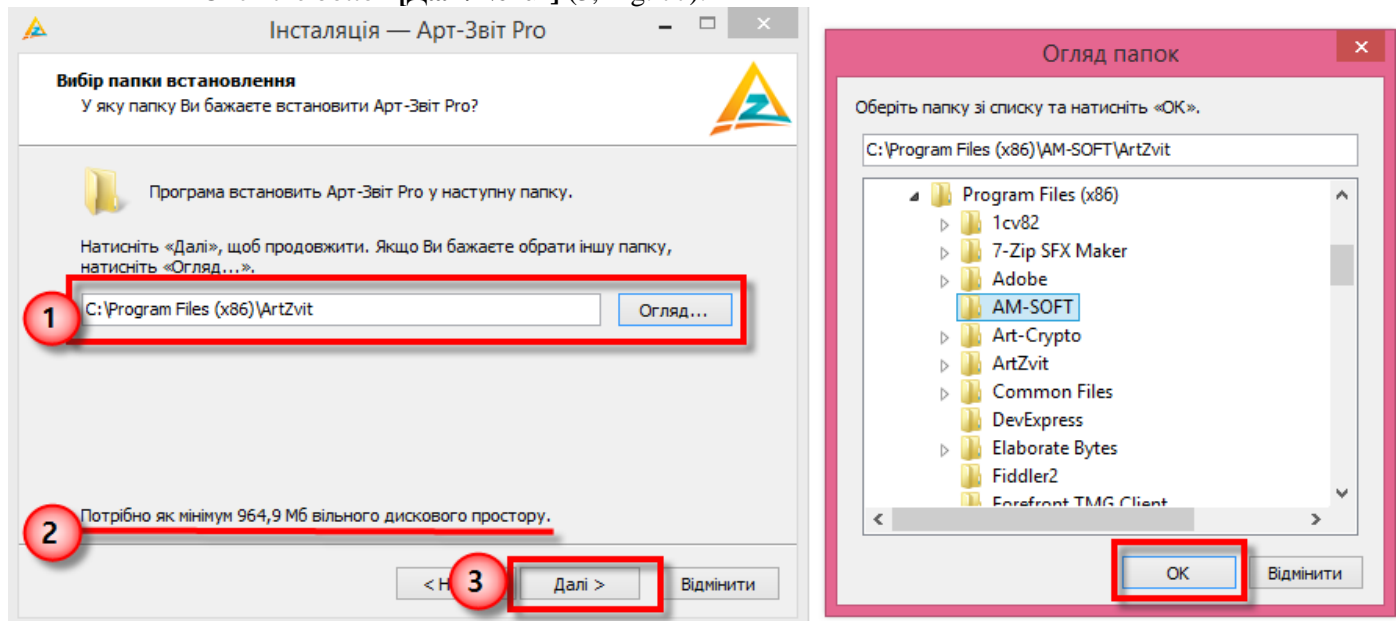 Інсталяція — Арт-Звіт Pro
Вибір папки встановлення
У яку папку Ви бажаєте встановити Арт-Звіт Pro?
Програма встановить Арт-Звіт Pro у наступну папку.
Натисніть «Далі», щоб продовжити. Якщо Ви бажаєте обрати іншу папку,
натисніть «Огляд...».
1
C:\Program Files (x86)\ArtZvit
Огляд...
2
Потрібно як мінімум 964,9 Мб вільного дискового простору.
3
Далі >
Відмінити
Огляд папок
Оберіть папку зі списку та натисніть «ОК».
C:\Program Files (x86)\AM-SOFT\ArtZvit
Program Files (x86)
1cv82
7-Zip SFX Maker
Adobe
AM-SOFT
Art-Crypto
ArtZvit
Common Files
DevExpress
Elaborate Bytes
Fiddler2
Forefront TMG Client
ОК
Відмінити